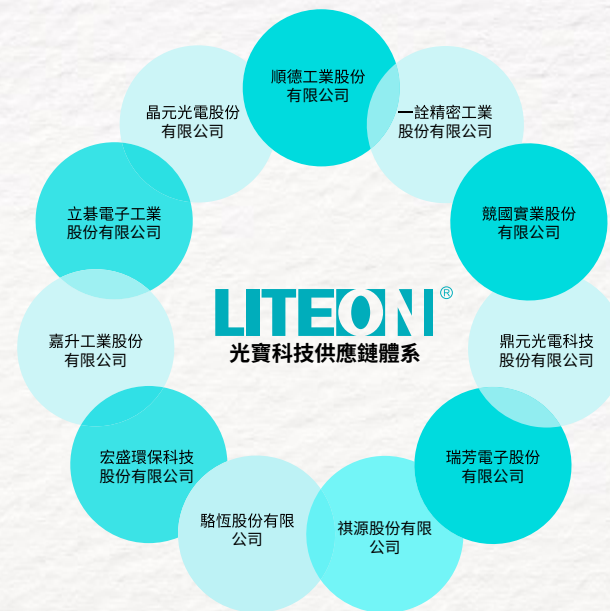 順德工業股份
有限公司
一詮精密工業
股份有限公司
競國實業股份
有限公司
鼎元光電科技
股份有限公司
瑞芳電子股份
有限公司
祺源股份有限
公司
駱恆股份有限
公司
宏盛環保科技
股份有限公司
嘉升工業股份
有限公司
立碁電子工業
股份有限公司
晶元光電股份
有限公司
LITEON®
光寶科技供應鏈體系